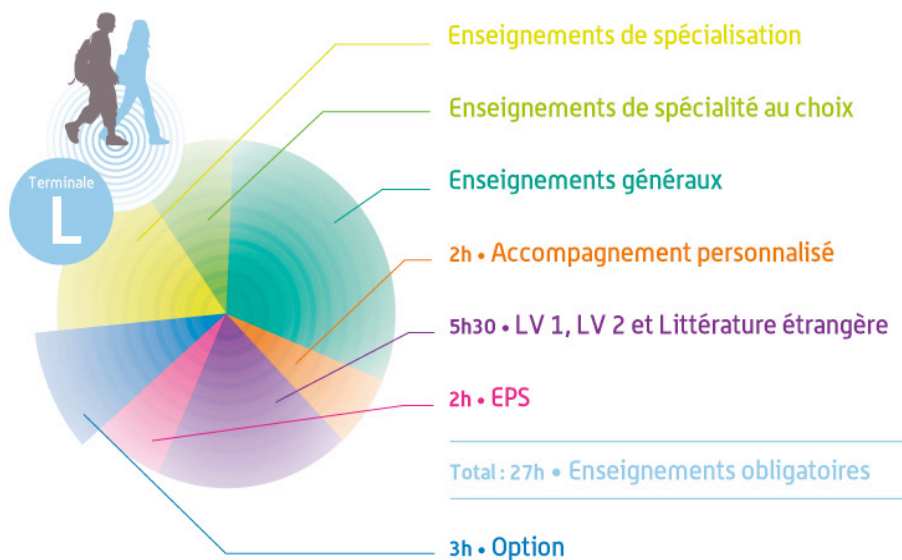 Enseignements de spécialisation
Enseignements de spécialité au choix
Terminale
L
Enseignements généraux
2h • Accompagnement personnalisé
5h30 • LV 1, LV 2 et Littérature étrangère
2h • EPS
Total : 27h • Enseignements obligatoires
3h • Option